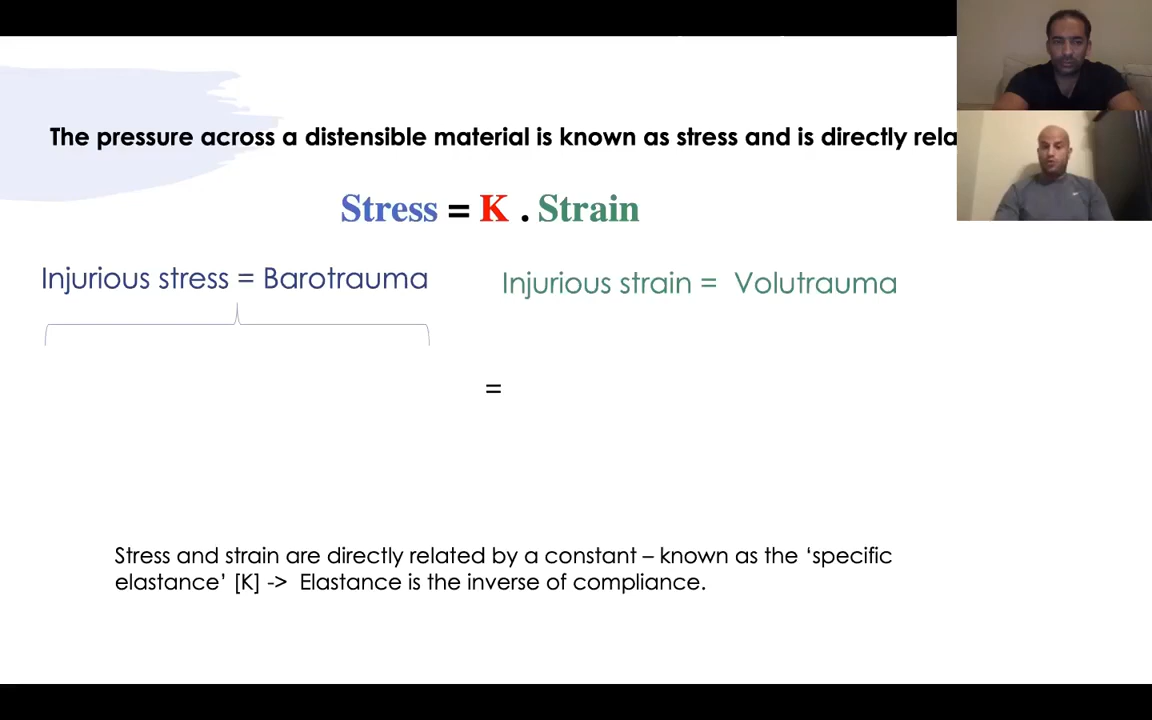 The pressure across a distensible material is known as stress and is directly rela
Stress = K . Strain
Injurious stress = Barotrauma
Injurious strain = Volutrauma
=
Stress and strain are directly related by a constant – known as the ‘specific
elastance’ [K] -> Elastance is the inverse of compliance.